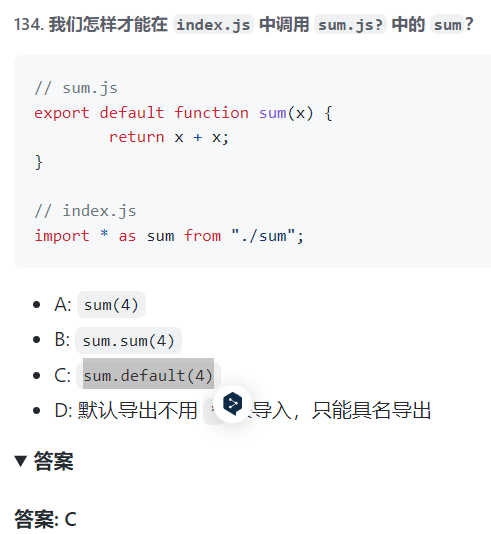 134. 我们怎样才能在 index.js 中调用 sum.js? 中的 sum？
// sum.js
export default function sum(x) {
        return x + x;
}
// index.js
import * as sum from "./sum";
A: sum(4)
B: sum.sum(4)
C: sum.default(4)
D: 默认导出不用 导入，只能具名导出
▼ 答案
答案: C